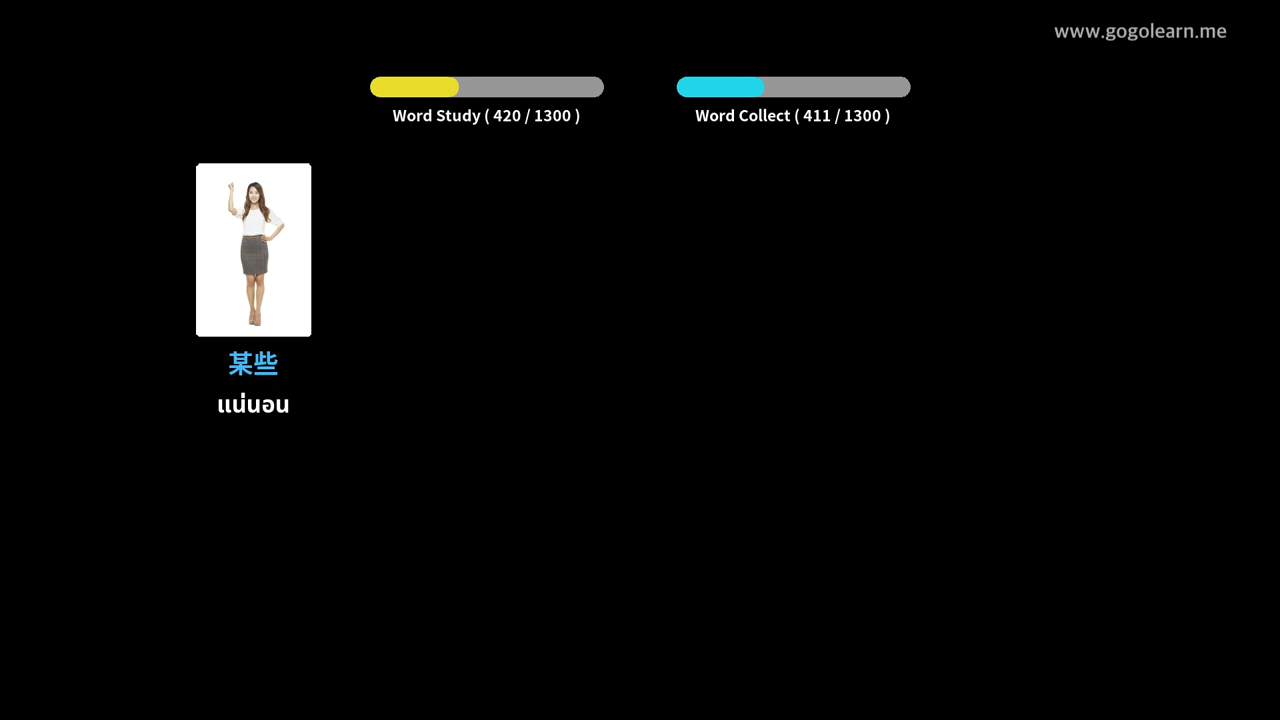 www.gogolearn.me
Word Study ( 420 / 1300 )
Word Collect ( 411 / 1300 )
某些
แน่นอน